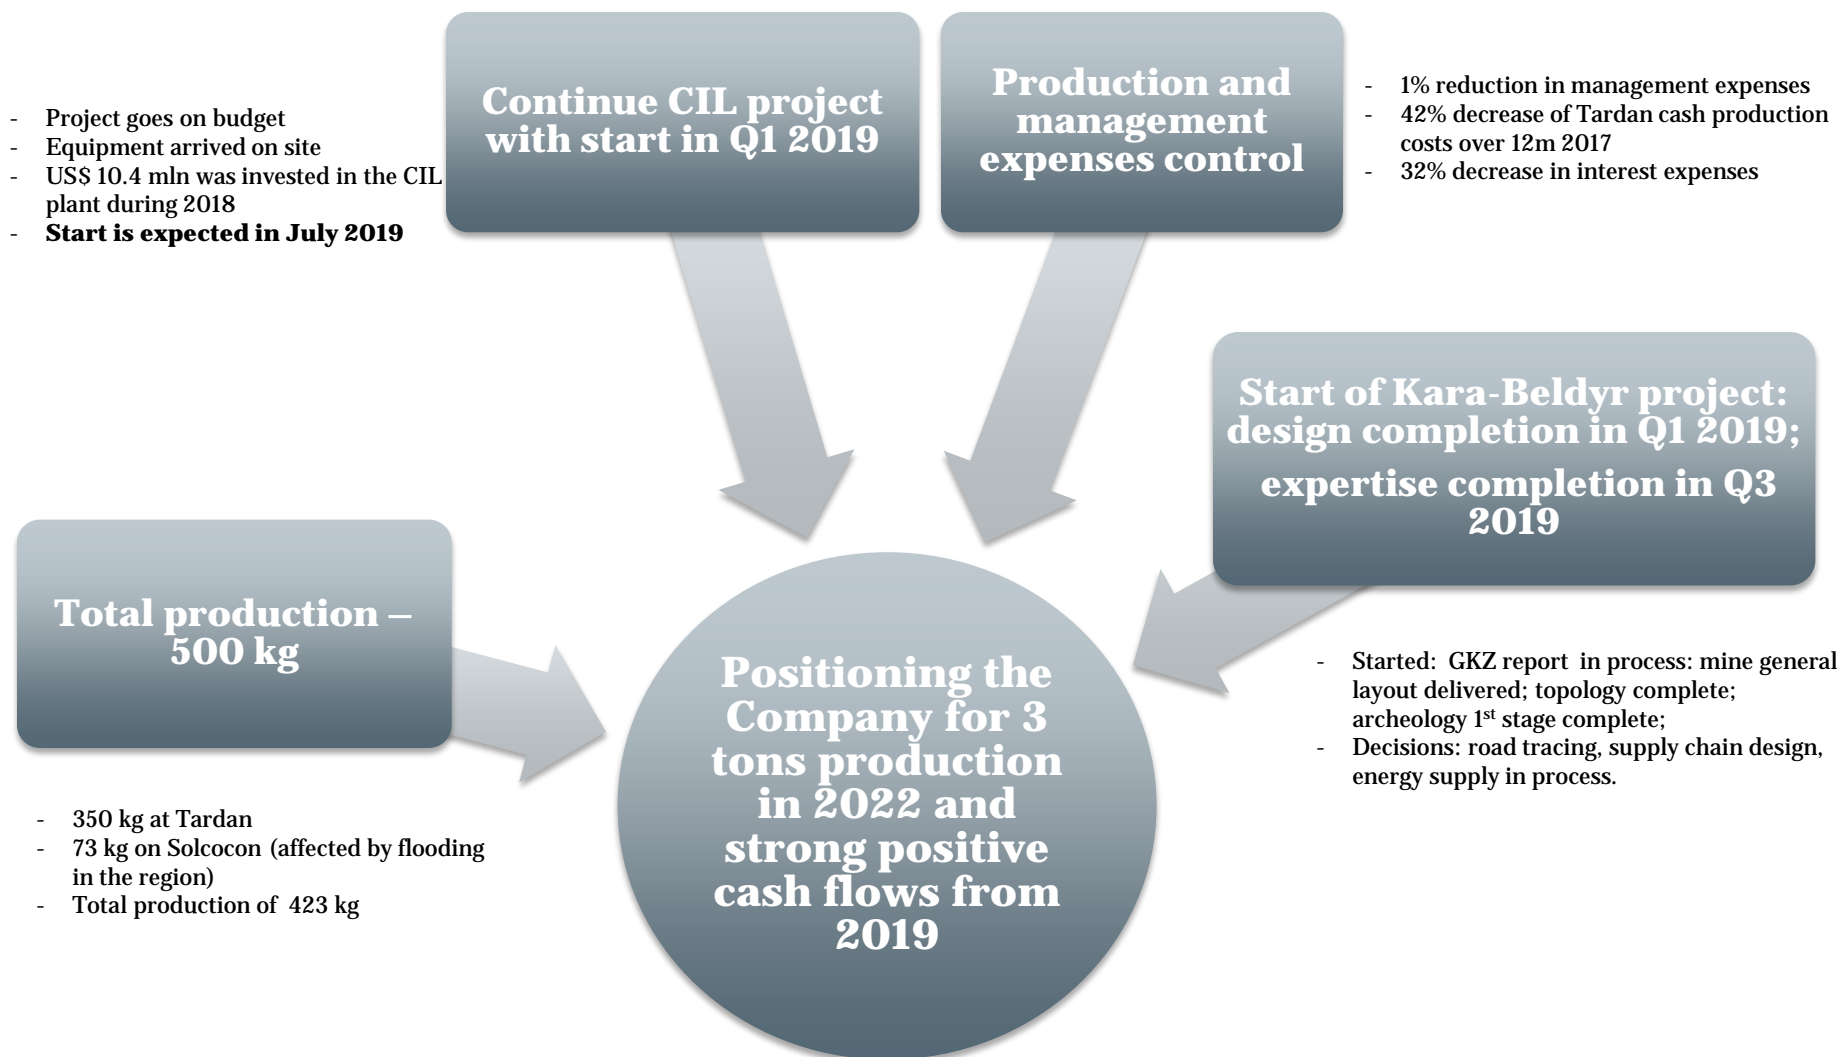 Continue CIL project
with start in Q1 2019
- Project goes on budget
- Equipment arrived on site
- US$ 10.4 mln was invested in the CIL
plant during 2018
- Start is expected in July 2019
Production and
management
expenses control
- 1% reduction in management expenses
- 42% decrease of Tardan cash production
costs over 12m 2017
- 32% decrease in interest expenses
Start of Kara-Beldyr project:
design completion in Q1 2019;
expertise completion in Q3
2019
- Started: GKZ report in process: mine general
layout delivered; topology complete;
archeology 1st stage complete;
- Decisions: road tracing, supply chain design,
energy supply in process.
Total production –
500 kg
- 350 kg at Tardan
- 73 kg on Solcocon (affected by flooding
in the region)
- Total production of 423 kg
Positioning the
Company for 3
tons production
in 2022 and
strong positive
cash flows from
2019